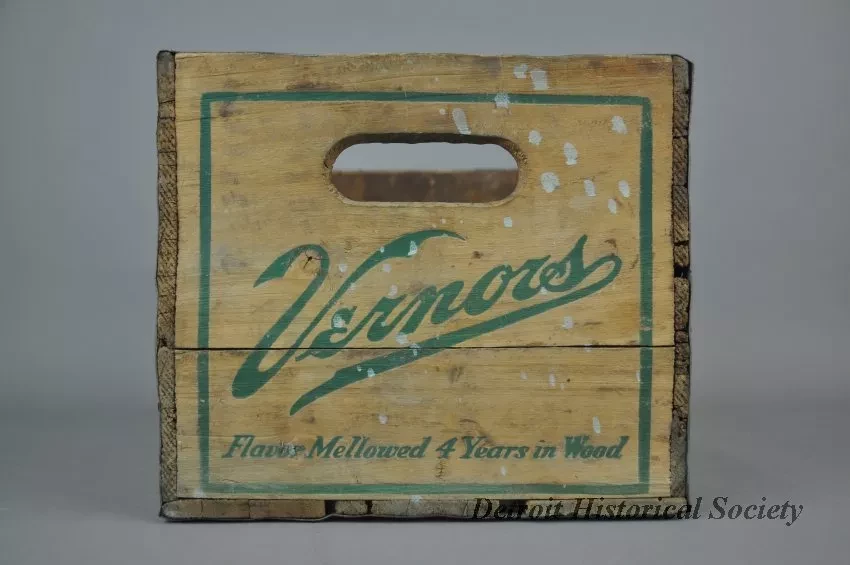 Vernors
Flavor Mellowed 4 Years in Wood
Detroit Historical Society